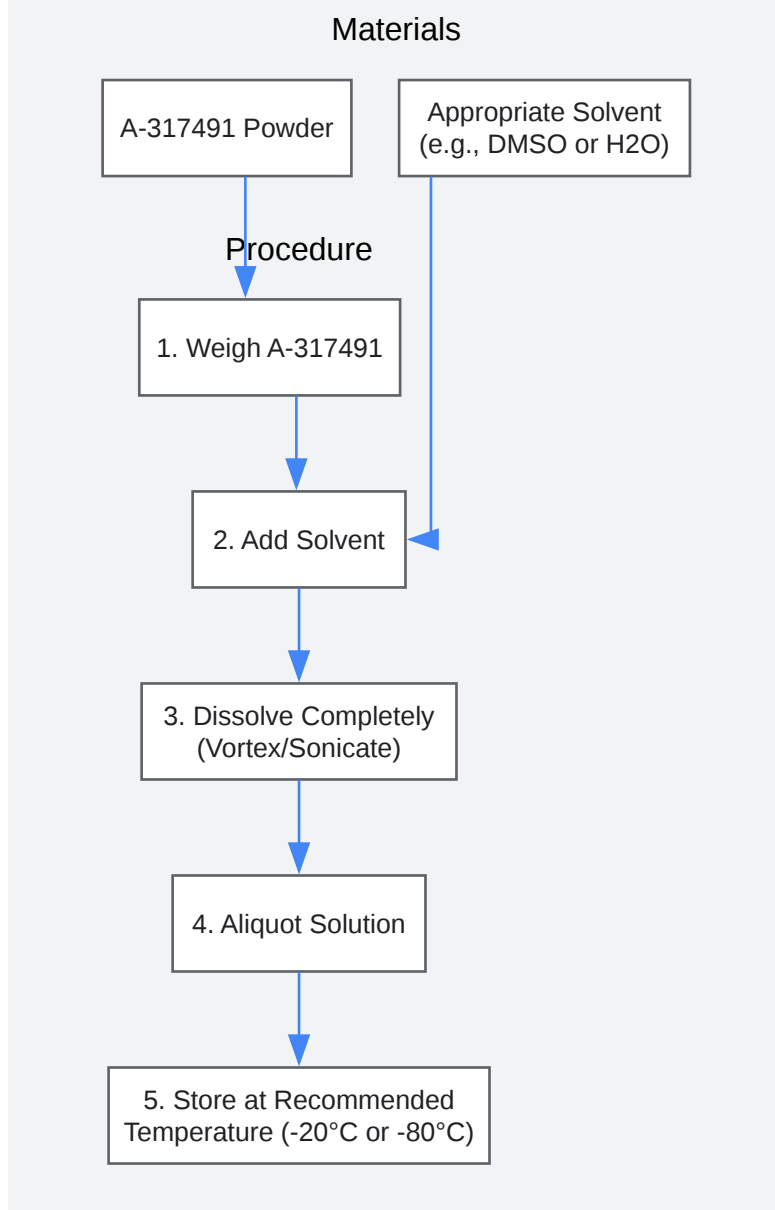 Materials
A-317491 Powder
Appropriate Solvent
(e.g., DMSO or H2O)
Procedure
1. Weigh A-317491
2. Add Solvent
3. Dissolve Completely
(Vortex/Sonicate)
4. Aliquot Solution
5. Store at Recommended
Temperature (-20°C or -80°C)